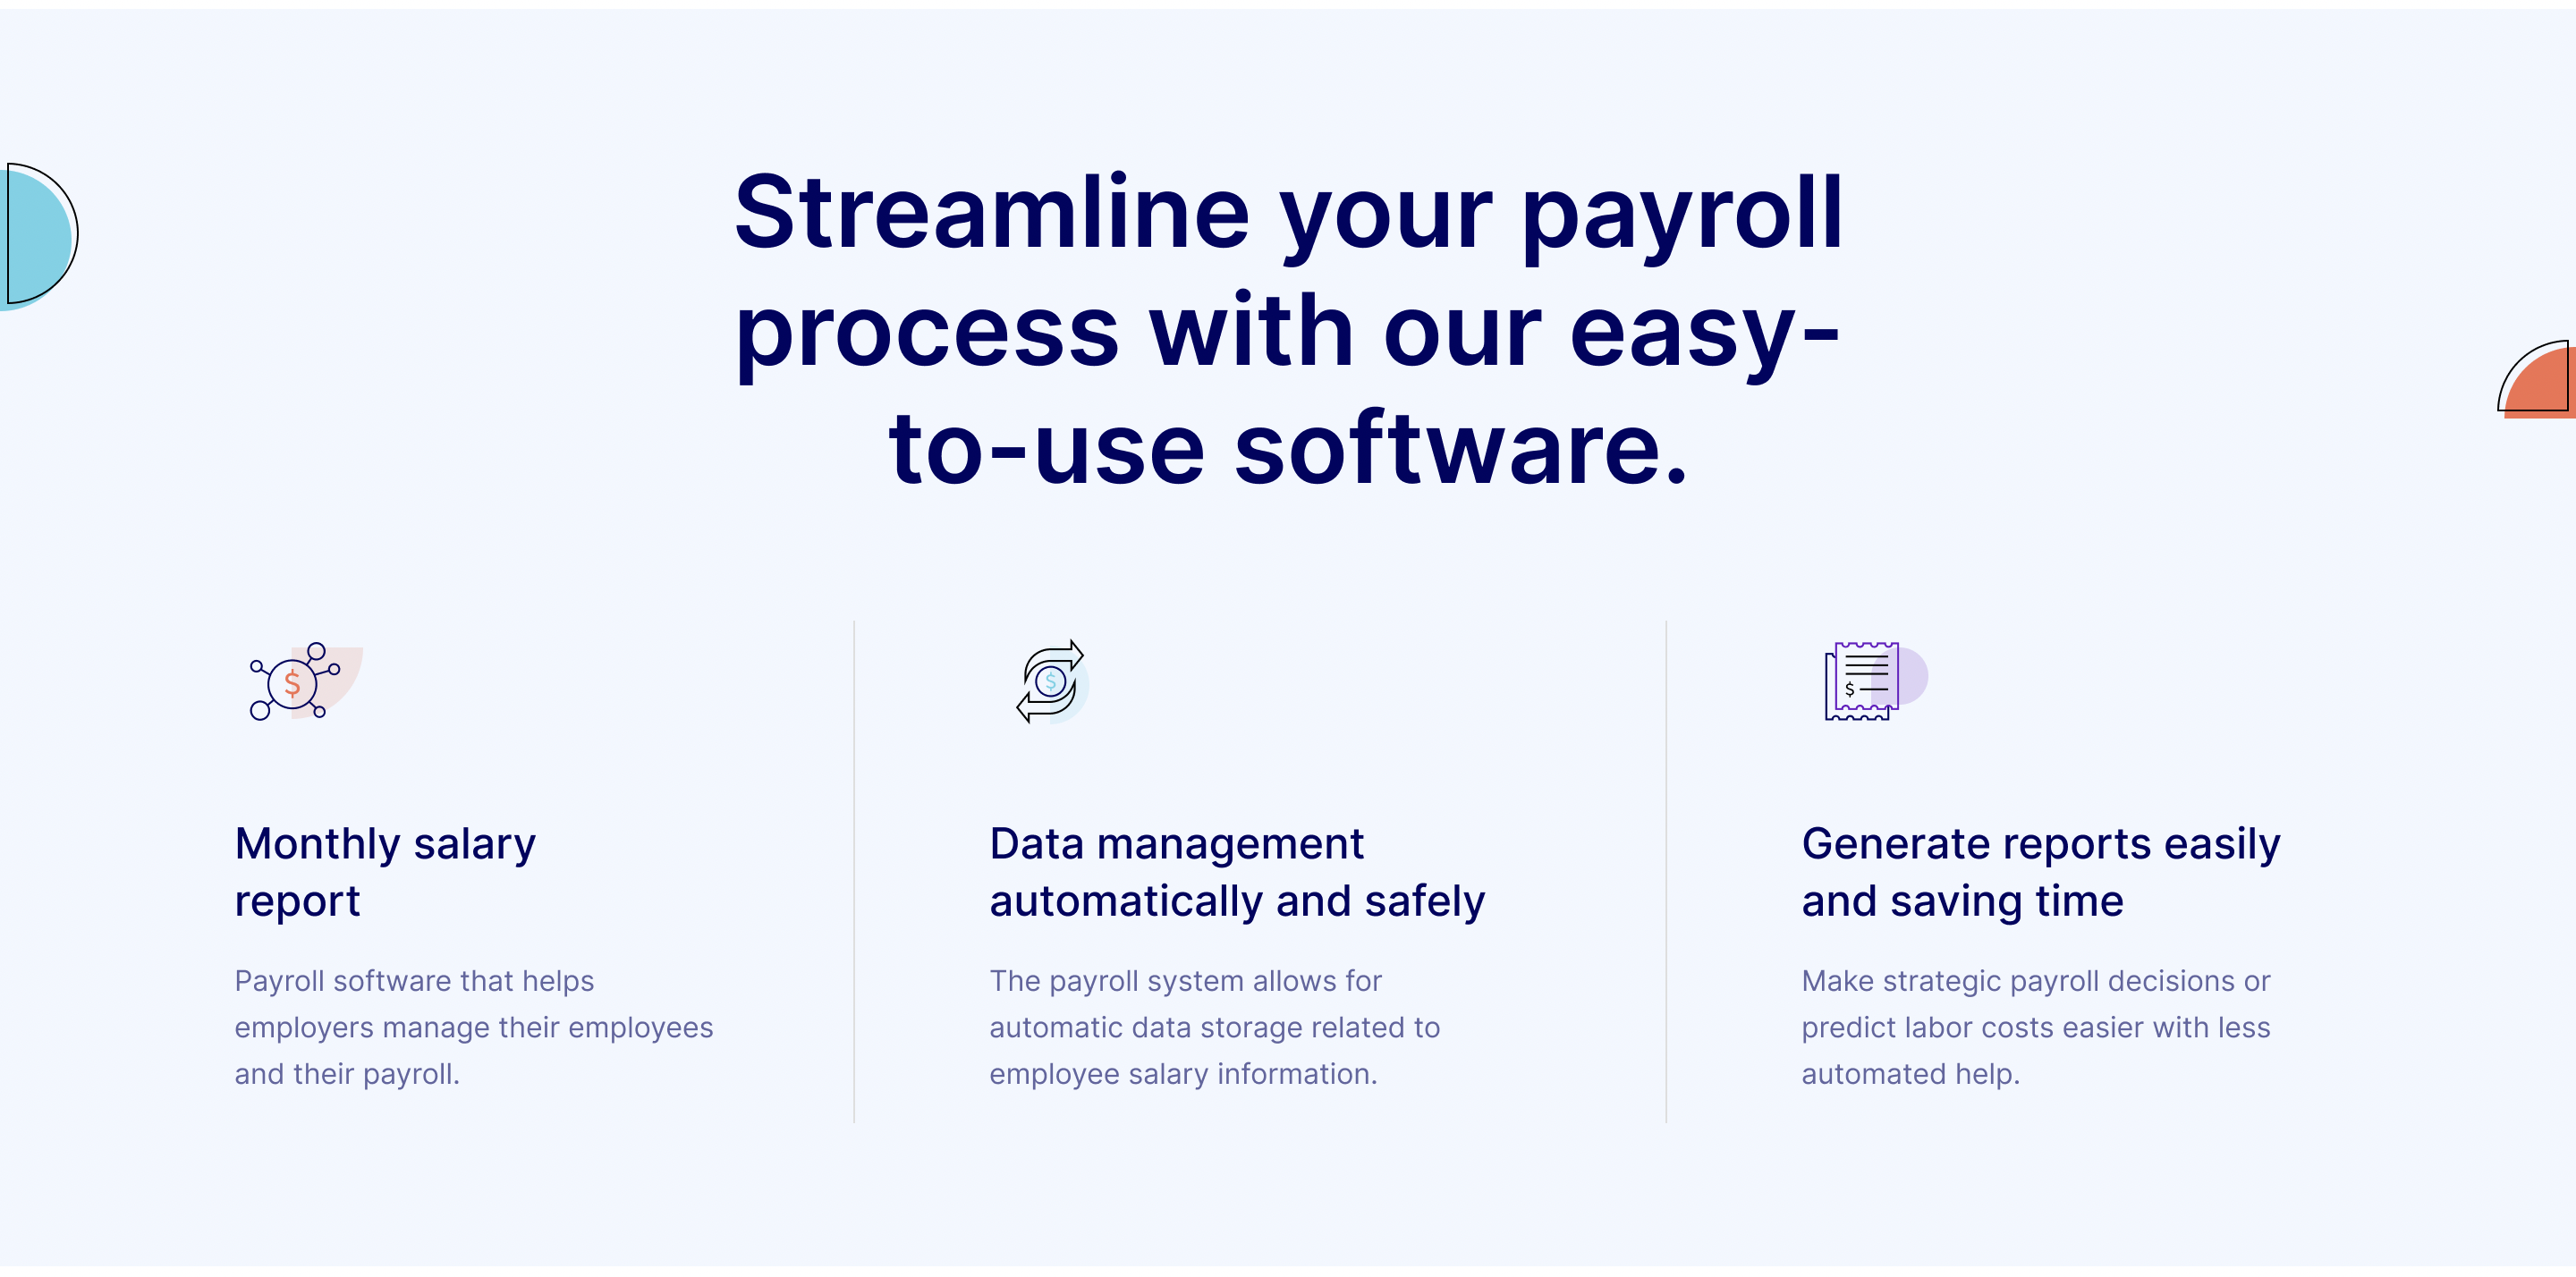 Streamline your payroll
process with our easy-
to-use software.
$
Monthly salary
report
Payroll software that helps
employers manage their employees
and their payroll.
$
Data management
automatically and safely
The payroll system allows for
automatic data storage related to
employee salary information.
$
Generate reports easily
and saving time
Make strategic payroll decisions or
predict labor costs easier with less
automated help.